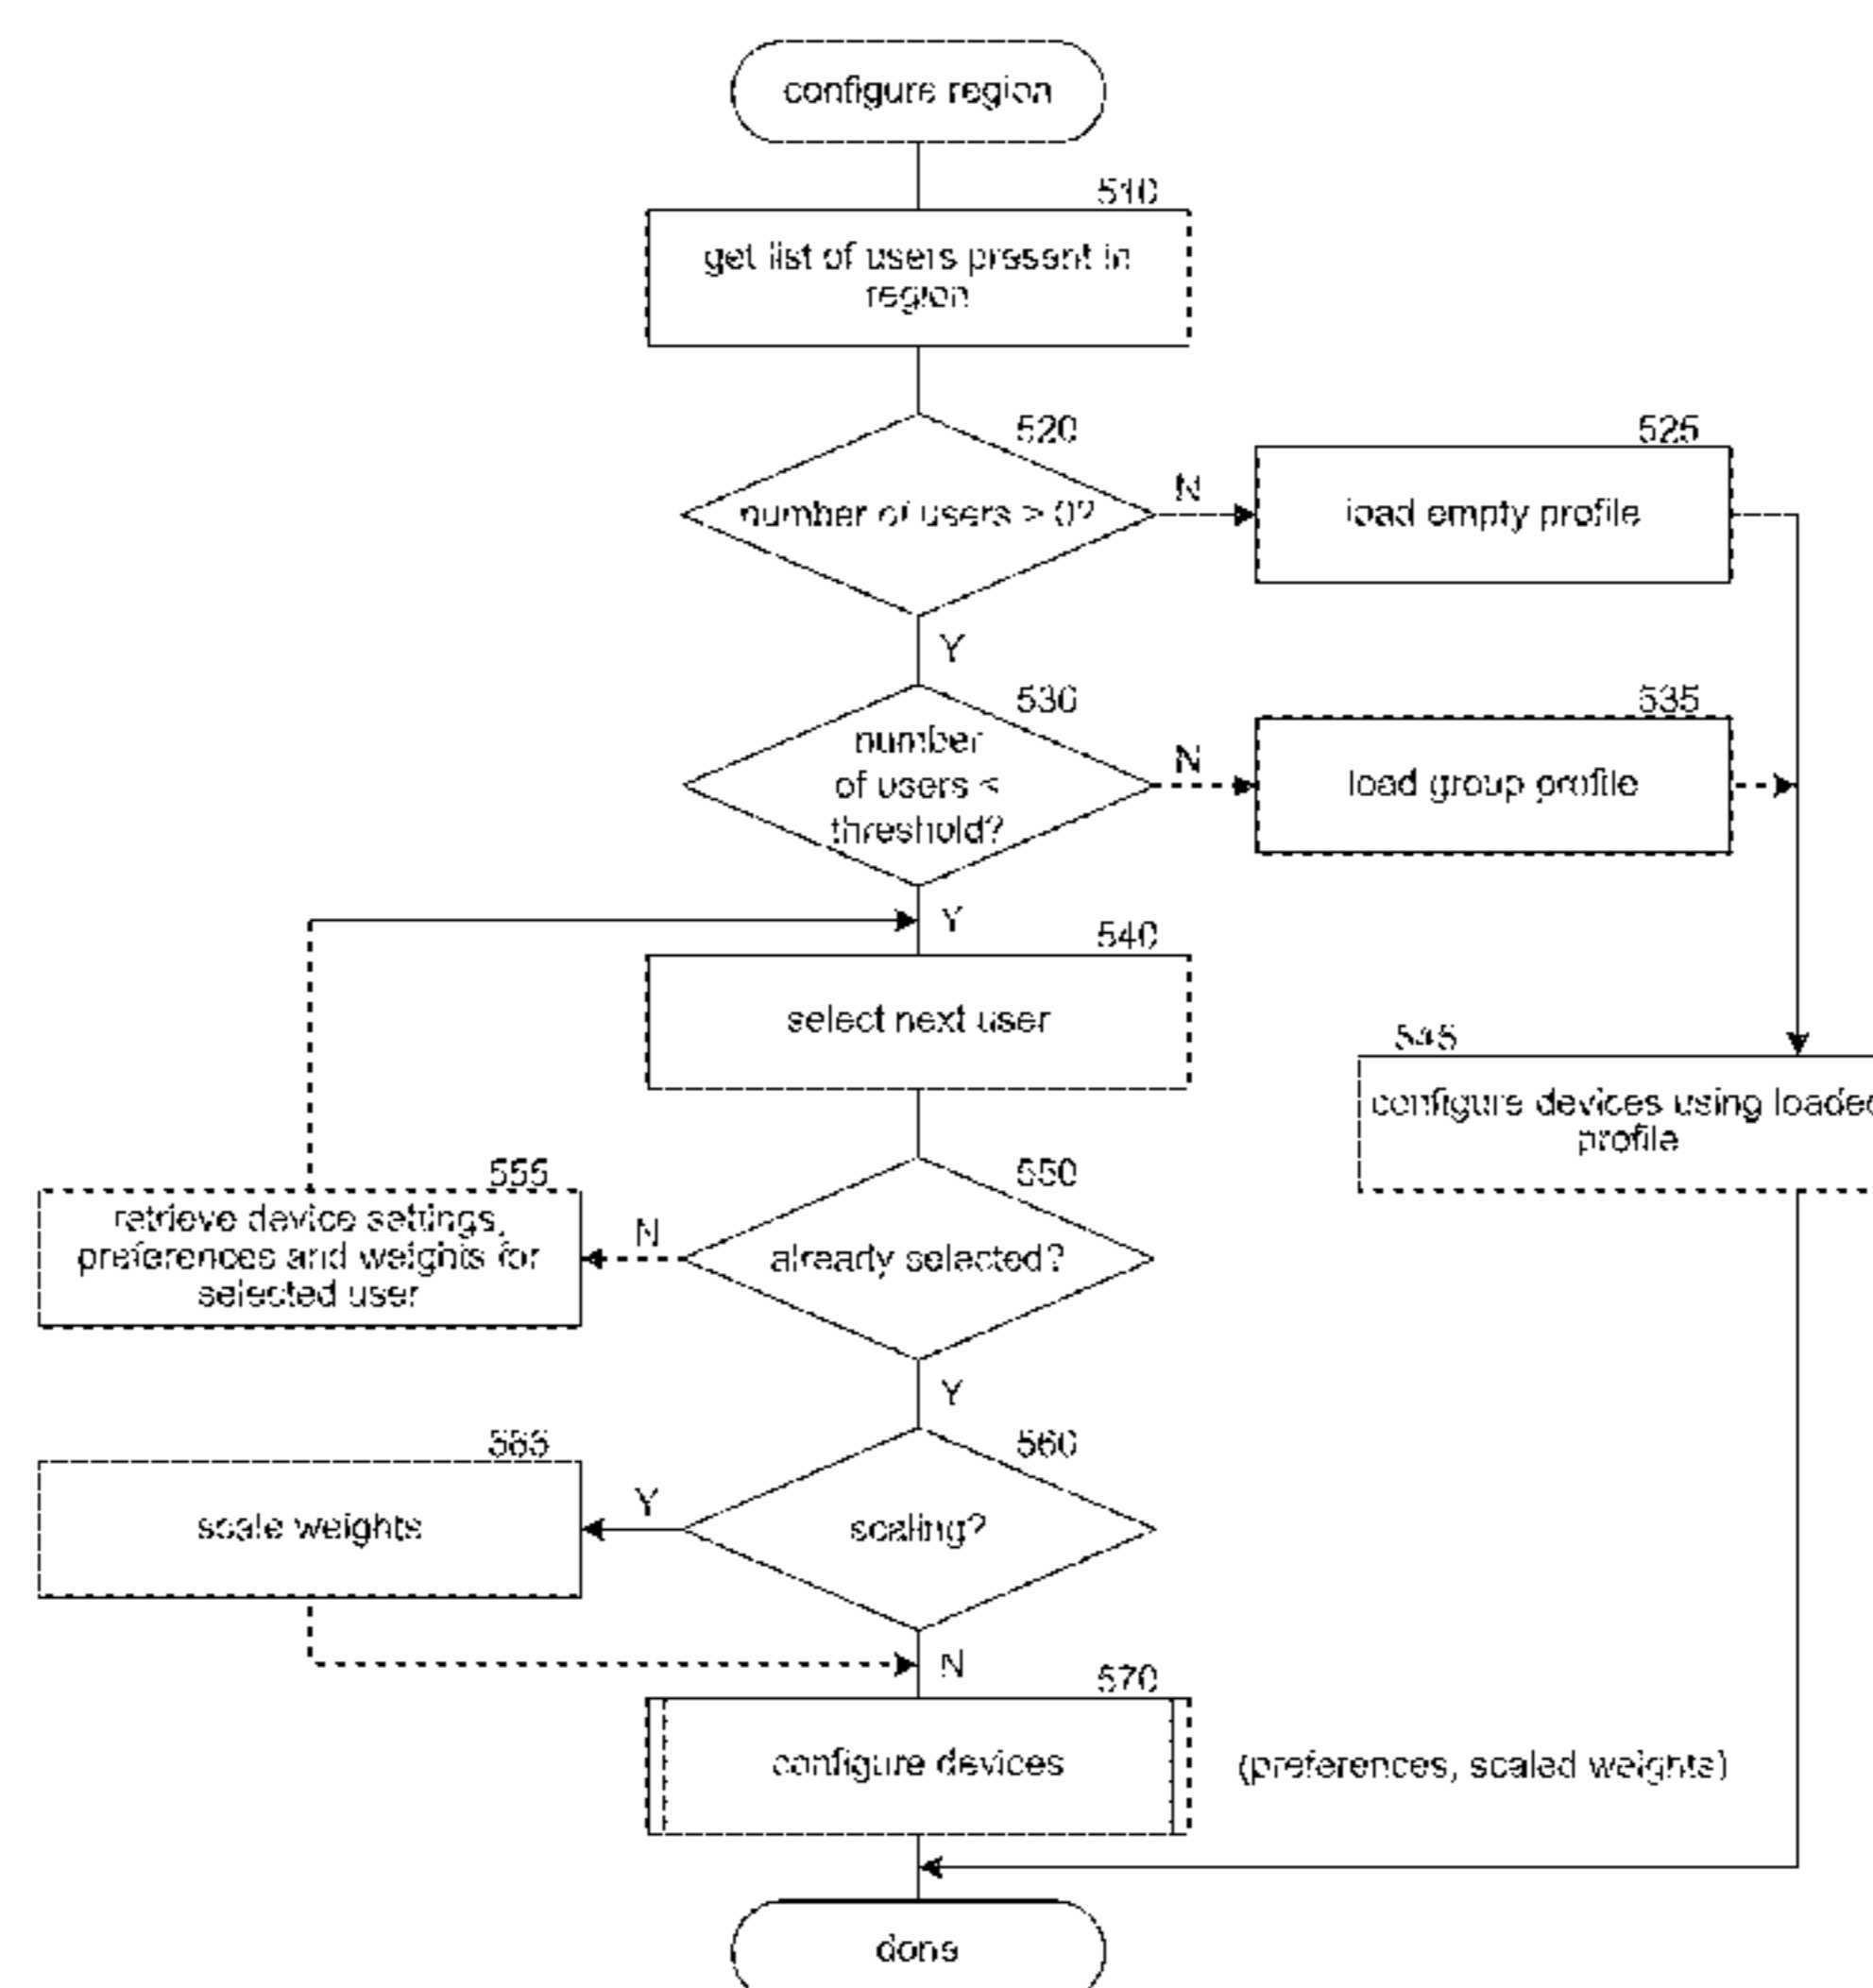 configure region
510
get list of users present in
region
520
number of users > 0?
N
525
load empty profile
Y
530
number
of users <
threshold?
N
535
load group profile
Y
540
select next user
545
configure devices using loaded
profile
550
already selected?
N
555
retrieve device settings,
preferences and weights for
selected user
Y
560
scaling?
Y
565
scale weights
N
570
configure devices
(preferences, scaled weights)
done